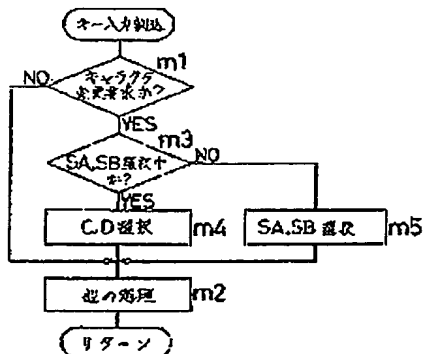 キー入力割込
m1
NO
キャラクタ
変更要求か?
YES
m3
SA,SB選択中
か?
NO
YES
C,D選択
m4
SA,SB選択
m5
他の処理
m2
リターン